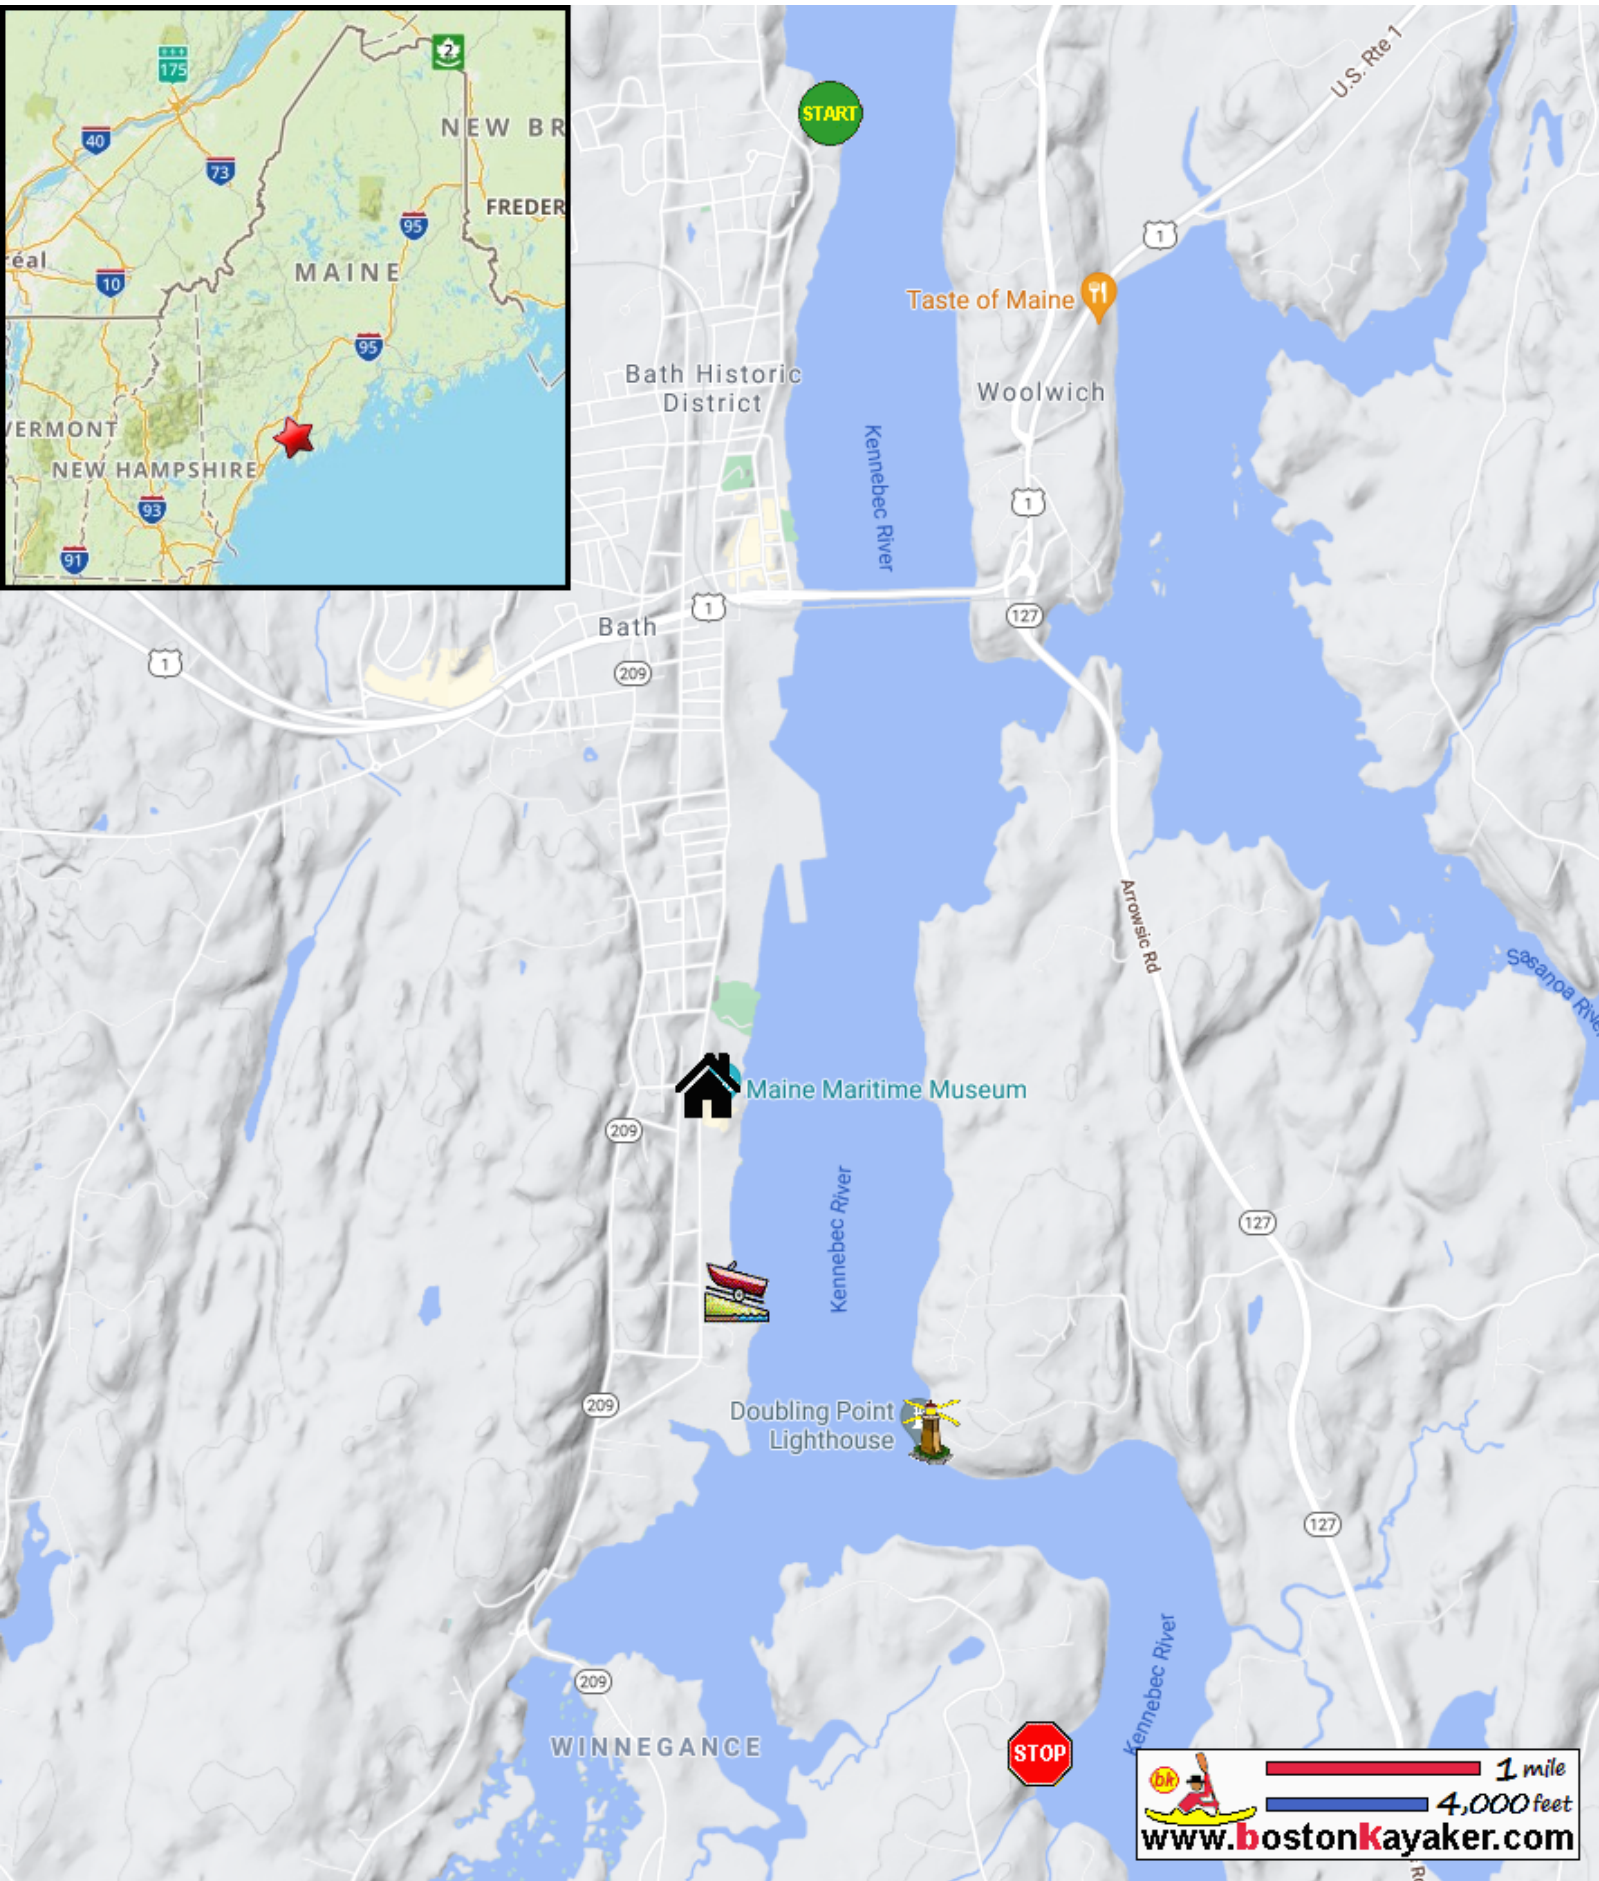 175
2
NEW BR
40
73
FREDER
95
réal
MAINE
10
95
VERMONT
NEW HAMPSHIRE
93
91
START
U.S. Rte 1
1
Taste of Maine
Bath Historic
District
Woolwich
Kennebec River
1
1
Bath
127
1
209
Arrowsic Rd
Sasanoa River
Maine Maritime Museum
209
Kennebec River
127
209
Doubling Point
Lighthouse
127
Kennebec River
209
WINNEGANCE
STOP
bk
1 mile
4,000 feet
www.bostonKayaker.com